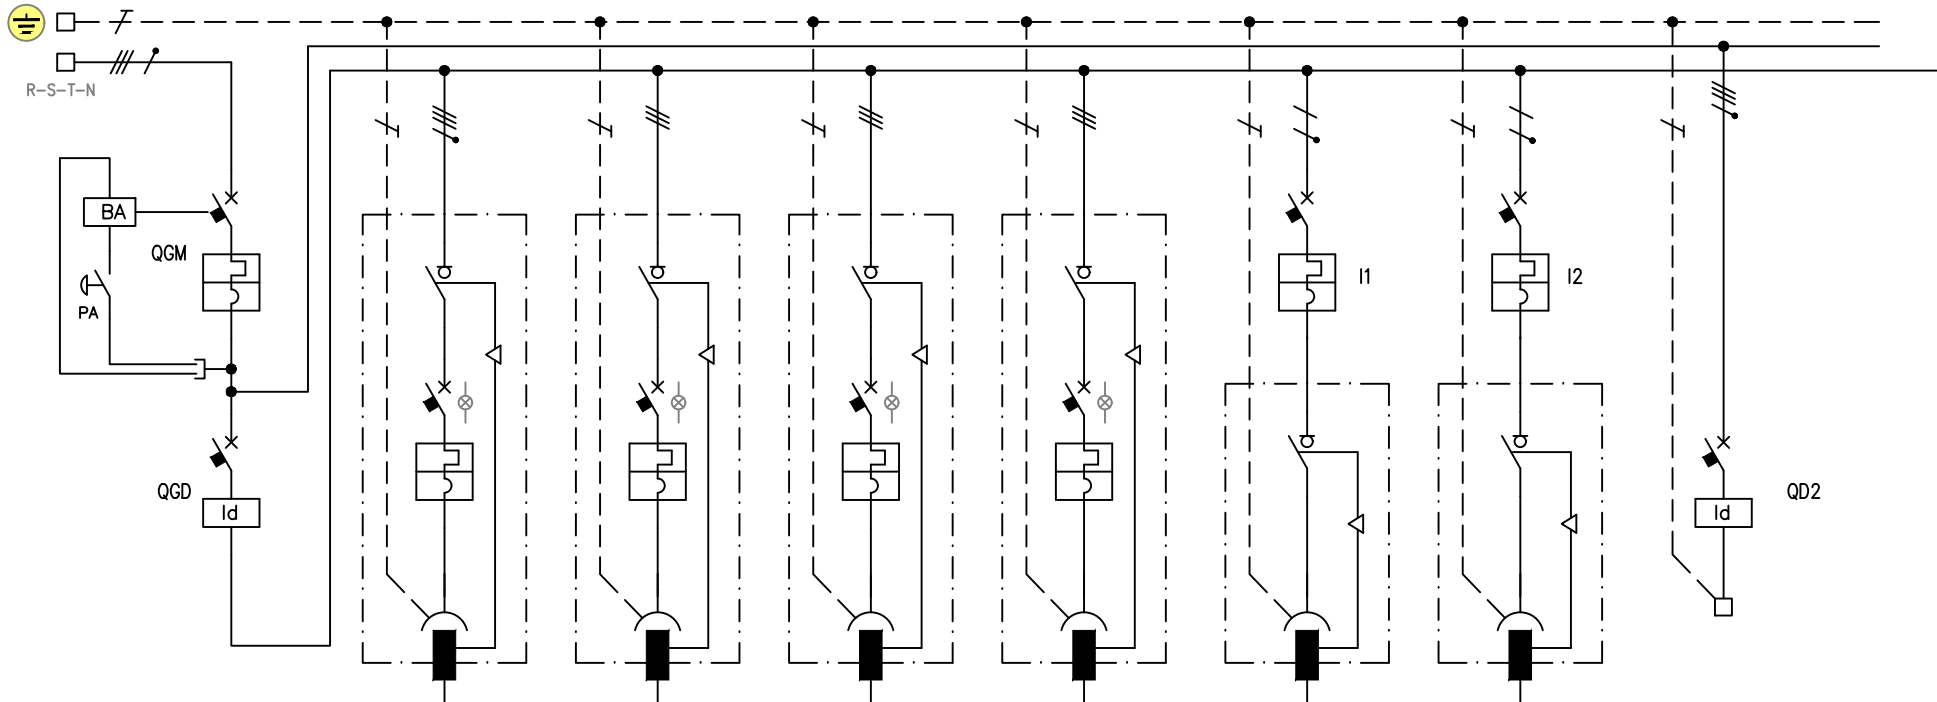 R-S-T-N
BA
QGM
I1
I2
PA
QGD
QD2
Id
Id